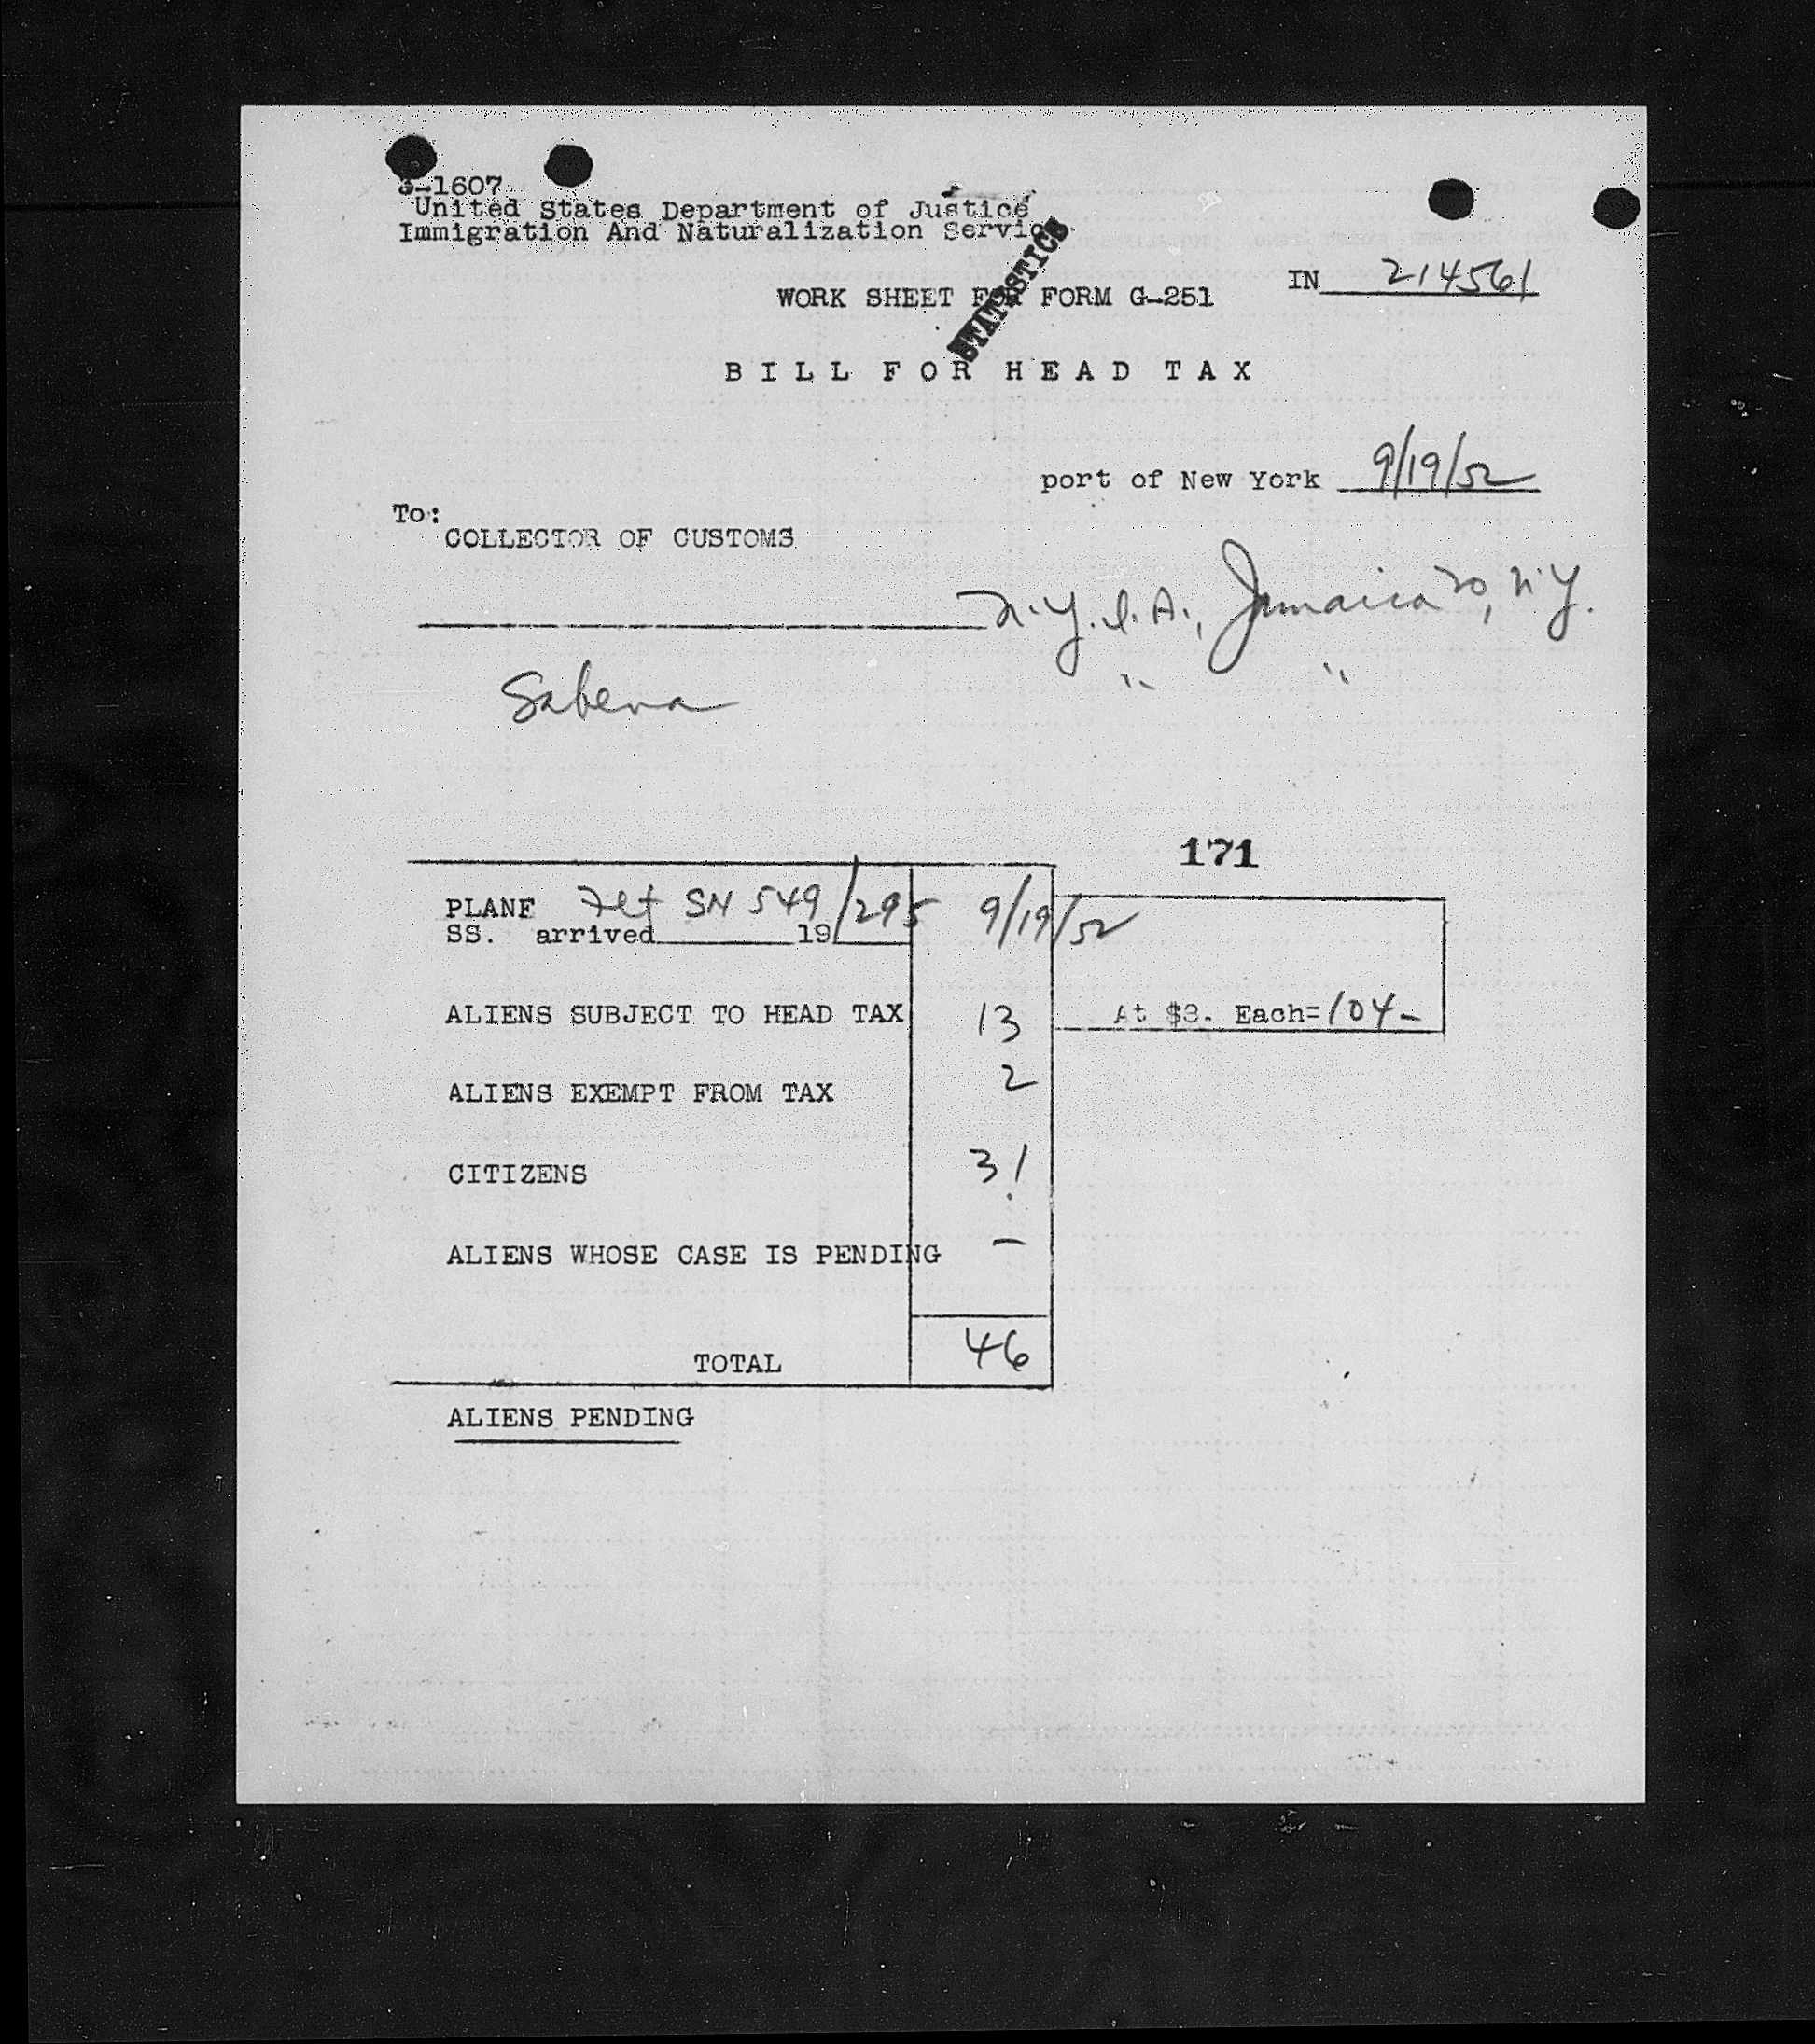 G-1607
United States Department of Justice
Immigration And Naturalization Service
STATISTICS
IN 214561
WORK SHEET FOR FORM G-251
BILL FOR HEAD TAX
port of New York 9/19/52
To:
COLLECTOR OF CUSTOMS
N.Y.I.A., Jamaica 30, N.Y.
" "
Sabena
171
PLANE Flt SN 549/295 9/19/52
SS. arrived 19
ALIENS SUBJECT TO HEAD TAX 13 At $8. Each=104-
ALIENS EXEMPT FROM TAX 2
CITIZENS 31
ALIENS WHOSE CASE IS PENDING —
TOTAL 46
ALIENS PENDING